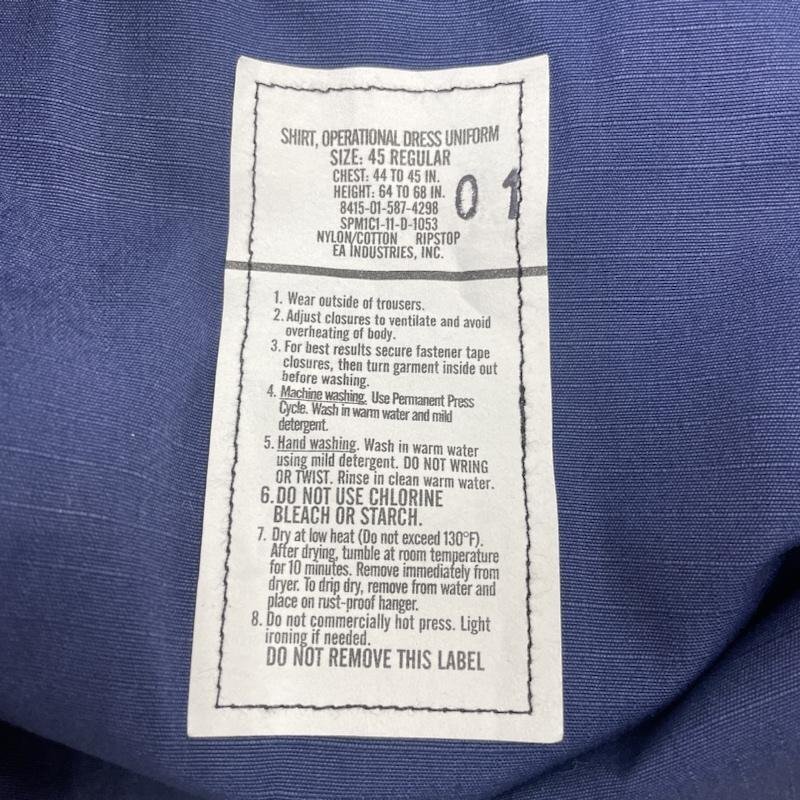 SHIRT, OPERATIONAL DRESS UNIFORM
SIZE: 45 REGULAR
CHEST: 44 TO 45 IN.
HEIGHT: 64 TO 68 IN.
8415-01-587-4298
SPM1C1-11-D-1053
NYLON/COTTON RIPSTOP
EA INDUSTRIES, INC.
01
1. Wear outside of trousers.
2. Adjust closures to ventilate and avoid
overheating of body.
3. For best results secure fastener tape
closures, then turn garment inside out
before washing.
4. Machine washing. Use Permanent Press
Cycle. Wash in warm water and mild
detergent.
5. Hand washing. Wash in warm water
using mild detergent. DO NOT WRING
OR TWIST. Rinse in clean warm water.
6. DO NOT USE CHLORINE
BLEACH OR STARCH.
7. Dry at low heat (Do not exceed 130°F).
After drying, tumble at room temperature
for 10 minutes. Remove immediately from
dryer. To drip dry, remove from water and
place on rust-proof hanger.
8. Do not commercially hot press. Light
ironing if needed.
DO NOT REMOVE THIS LABEL